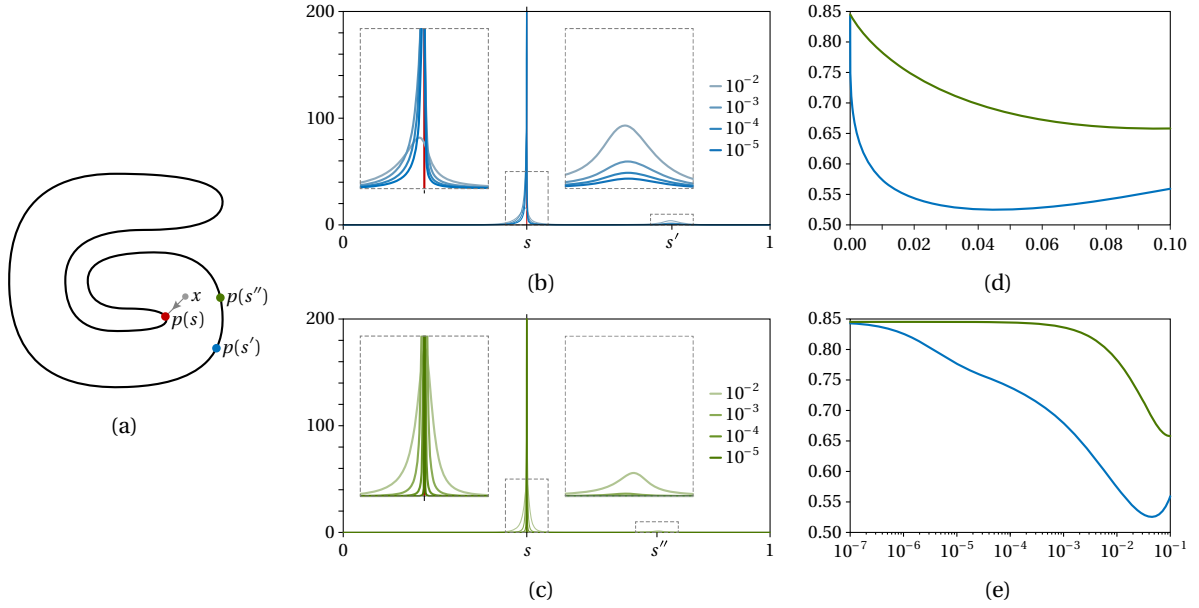 x
p(s″)
p(s)
p(s′)
(a)
200
100
0
0
s
s′
1
10⁻²
10⁻³
10⁻⁴
10⁻⁵
(b)
200
100
0
0
s
s″
1
10⁻²
10⁻³
10⁻⁴
10⁻⁵
(c)
0.85
0.80
0.75
0.70
0.65
0.60
0.55
0.50
0.00 0.02 0.04 0.06 0.08 0.10
(d)
0.85
0.80
0.75
0.70
0.65
0.60
0.55
0.50
10⁻⁷ 10⁻⁶ 10⁻⁵ 10⁻⁴ 10⁻³ 10⁻² 10⁻¹
(e)